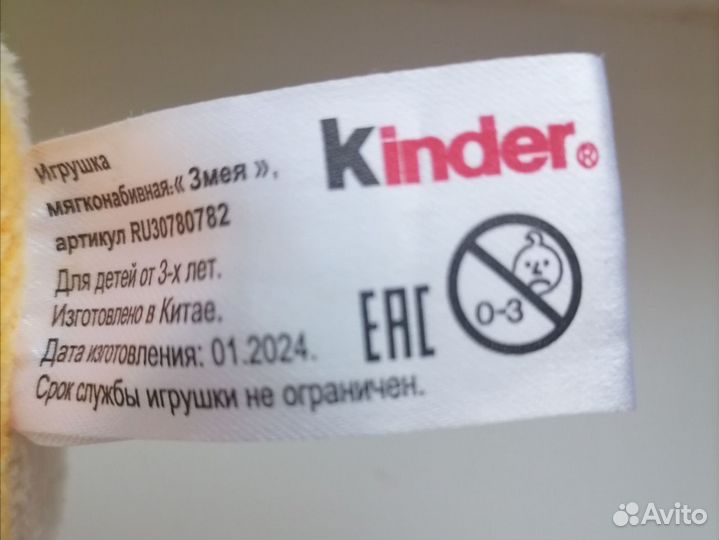 Игрушка
мягконабивная:« Змея »,
артикул RU30780782
Для детей от 3-х лет.
Изготовлено в Китае.
Дата изготовления: 01.2024.
Срок службы игрушки не ограничен.
Kinder®
0-3
EAC
Avito